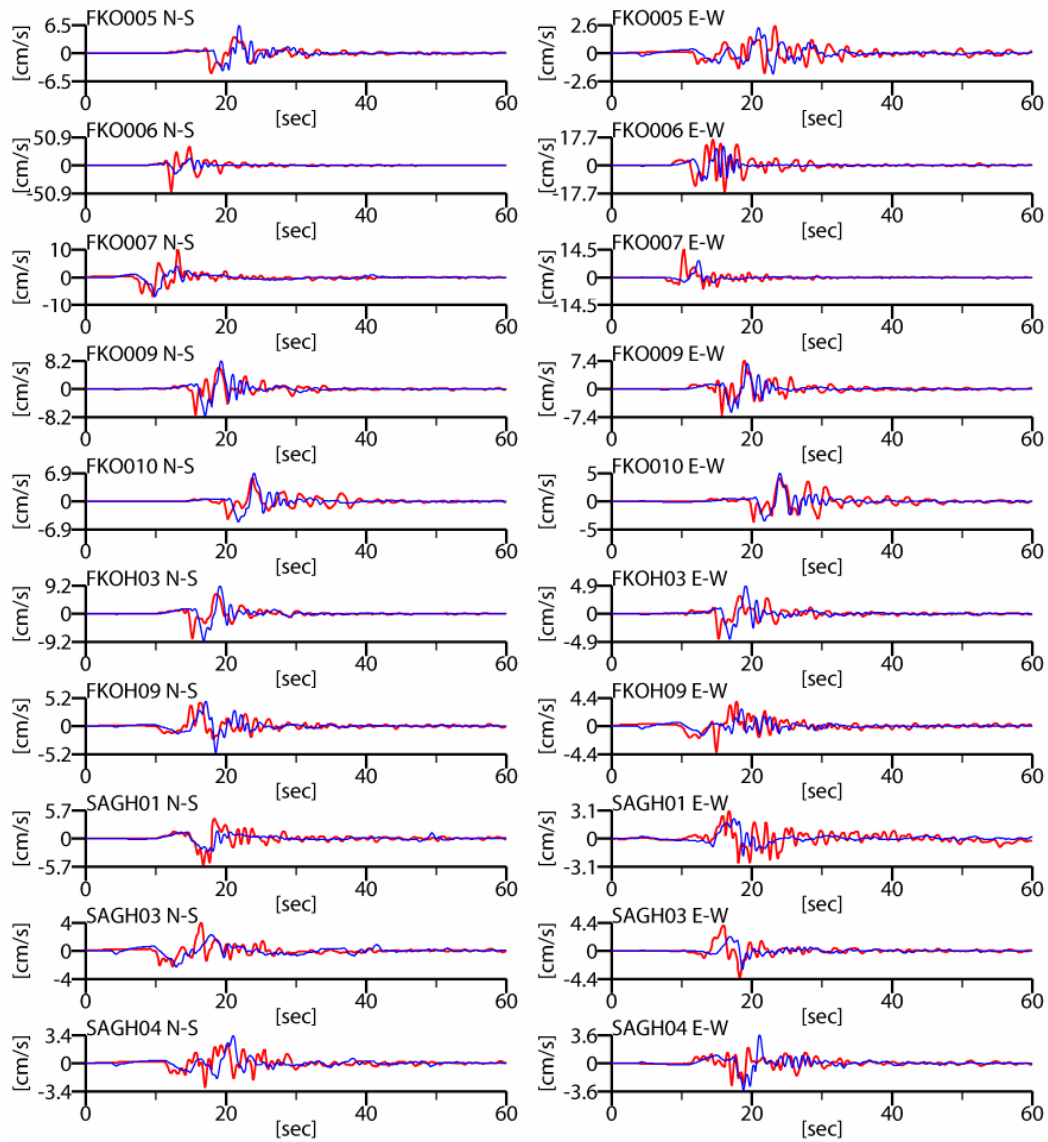 FKO005 N-S
6.5
0
-6.5
[cm/s]
0 20 40 60
[sec]
FKO005 E-W
2.6
0
-2.6
[cm/s]
0 20 40 60
[sec]
FKO006 N-S
50.9
0
-50.9
[cm/s]
0 20 40 60
[sec]
FKO006 E-W
17.7
0
-17.7
[cm/s]
0 20 40 60
[sec]
FKO007 N-S
10
0
-10
[cm/s]
0 20 40 60
[sec]
FKO007 E-W
14.5
0
-14.5
[cm/s]
0 20 40 60
[sec]
FKO009 N-S
8.2
0
-8.2
[cm/s]
0 20 40 60
[sec]
FKO009 E-W
7.4
0
-7.4
[cm/s]
0 20 40 60
[sec]
FKO010 N-S
6.9
0
-6.9
[cm/s]
0 20 40 60
[sec]
FKO010 E-W
5
0
-5
[cm/s]
0 20 40 60
[sec]
FKOH03 N-S
9.2
0
-9.2
[cm/s]
0 20 40 60
[sec]
FKOH03 E-W
4.9
0
-4.9
[cm/s]
0 20 40 60
[sec]
FKOH09 N-S
5.2
0
-5.2
[cm/s]
0 20 40 60
[sec]
FKOH09 E-W
4.4
0
-4.4
[cm/s]
0 20 40 60
[sec]
SAGH01 N-S
5.7
0
-5.7
[cm/s]
0 20 40 60
[sec]
SAGH01 E-W
3.1
0
-3.1
[cm/s]
0 20 40 60
[sec]
SAGH03 N-S
4
0
-4
[cm/s]
0 20 40 60
[sec]
SAGH03 E-W
4.4
0
-4.4
[cm/s]
0 20 40 60
[sec]
SAGH04 N-S
3.4
0
-3.4
[cm/s]
0 20 40 60
[sec]
SAGH04 E-W
3.6
0
-3.6
[cm/s]
0 20 40 60
[sec]